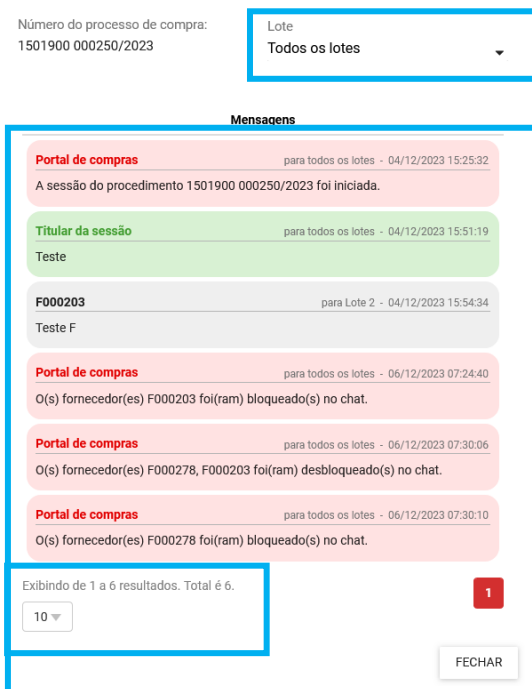 Número do processo de compra:
1501900 000250/2023
Lote
Todos os lotes
Mensagens
Portal de compras para todos os lotes - 04/12/2023 15:25:32
A sessão do procedimento 1501900 000250/2023 foi iniciada.
Titular da sessão para todos os lotes - 04/12/2023 15:51:19
Teste
F000203 para Lote 2 - 04/12/2023 15:54:34
Teste F
Portal de compras para todos os lotes - 06/12/2023 07:24:40
O(s) fornecedor(es) F000203 foi(ram) bloqueado(s) no chat.
Portal de compras para todos os lotes - 06/12/2023 07:30:06
O(s) fornecedor(es) F000278, F000203 foi(ram) desbloqueado(s) no chat.
Portal de compras para todos os lotes - 06/12/2023 07:30:10
O(s) fornecedor(es) F000278 foi(ram) bloqueado(s) no chat.
Exibindo de 1 a 6 resultados. Total é 6.
1
10
FECHAR